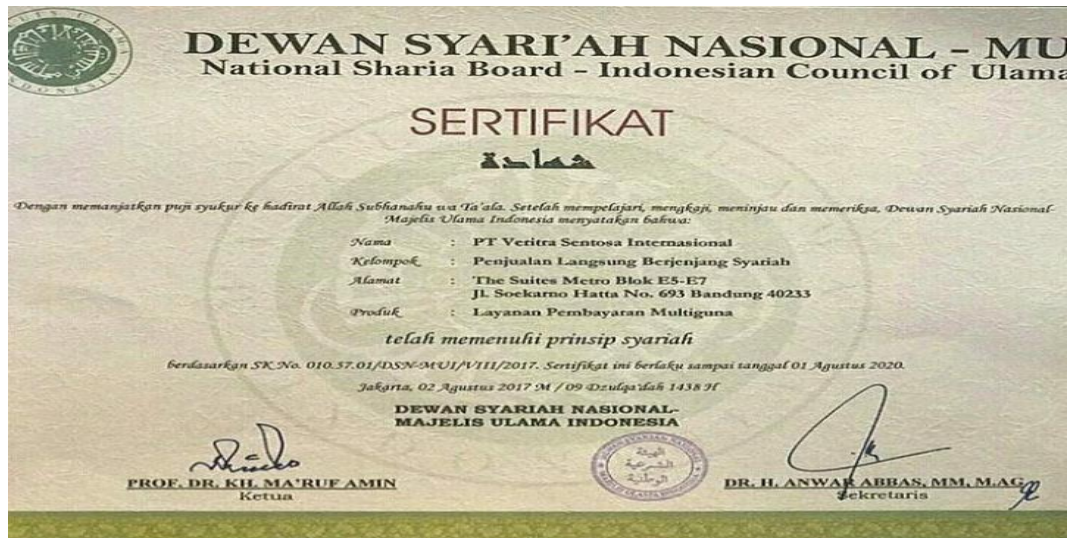 DEWAN SYARI'AH NASIONAL - MU
National Sharia Board - Indonesian Council of Ulama
SERTIFIKAT
شهادة
Dengan memanjatkan puji syukur ke hadirat Allah Subhanahu wa Ta'ala. Setelah mempelajari, mengkaji, meninjau dan memeriksa, Dewan Syariah Nasional-
Majelis Ulama Indonesia menyatakan bahwa:
Nama : PT Veritra Sentosa Internasional
Kelompok : Penjualan Langsung Berjenjang Syariah
Alamat : The Suites Metro Blok E5-E7
Jl. Soekarno Hatta No. 693 Bandung 40233
Produk : Layanan Pembayaran Multiguna
telah memenuhi prinsip syariah
berdasarkan SK No. 010.57.01/DSN-MUI/VIII/2017. Sertifikat ini berlaku sampai tanggal 01 Agustus 2020.
Jakarta, 02 Agustus 2017 M / 09 Dzulqa'dah 1438 H
DEWAN SYARIAH NASIONAL-
MAJELIS ULAMA INDONESIA
الهيئة
الشرعية
الوطنية
PROF. DR. KH. MA'RUF AMIN
Ketua
DR. H. ANWAR ABBAS, MM, M.AG
Sekretaris